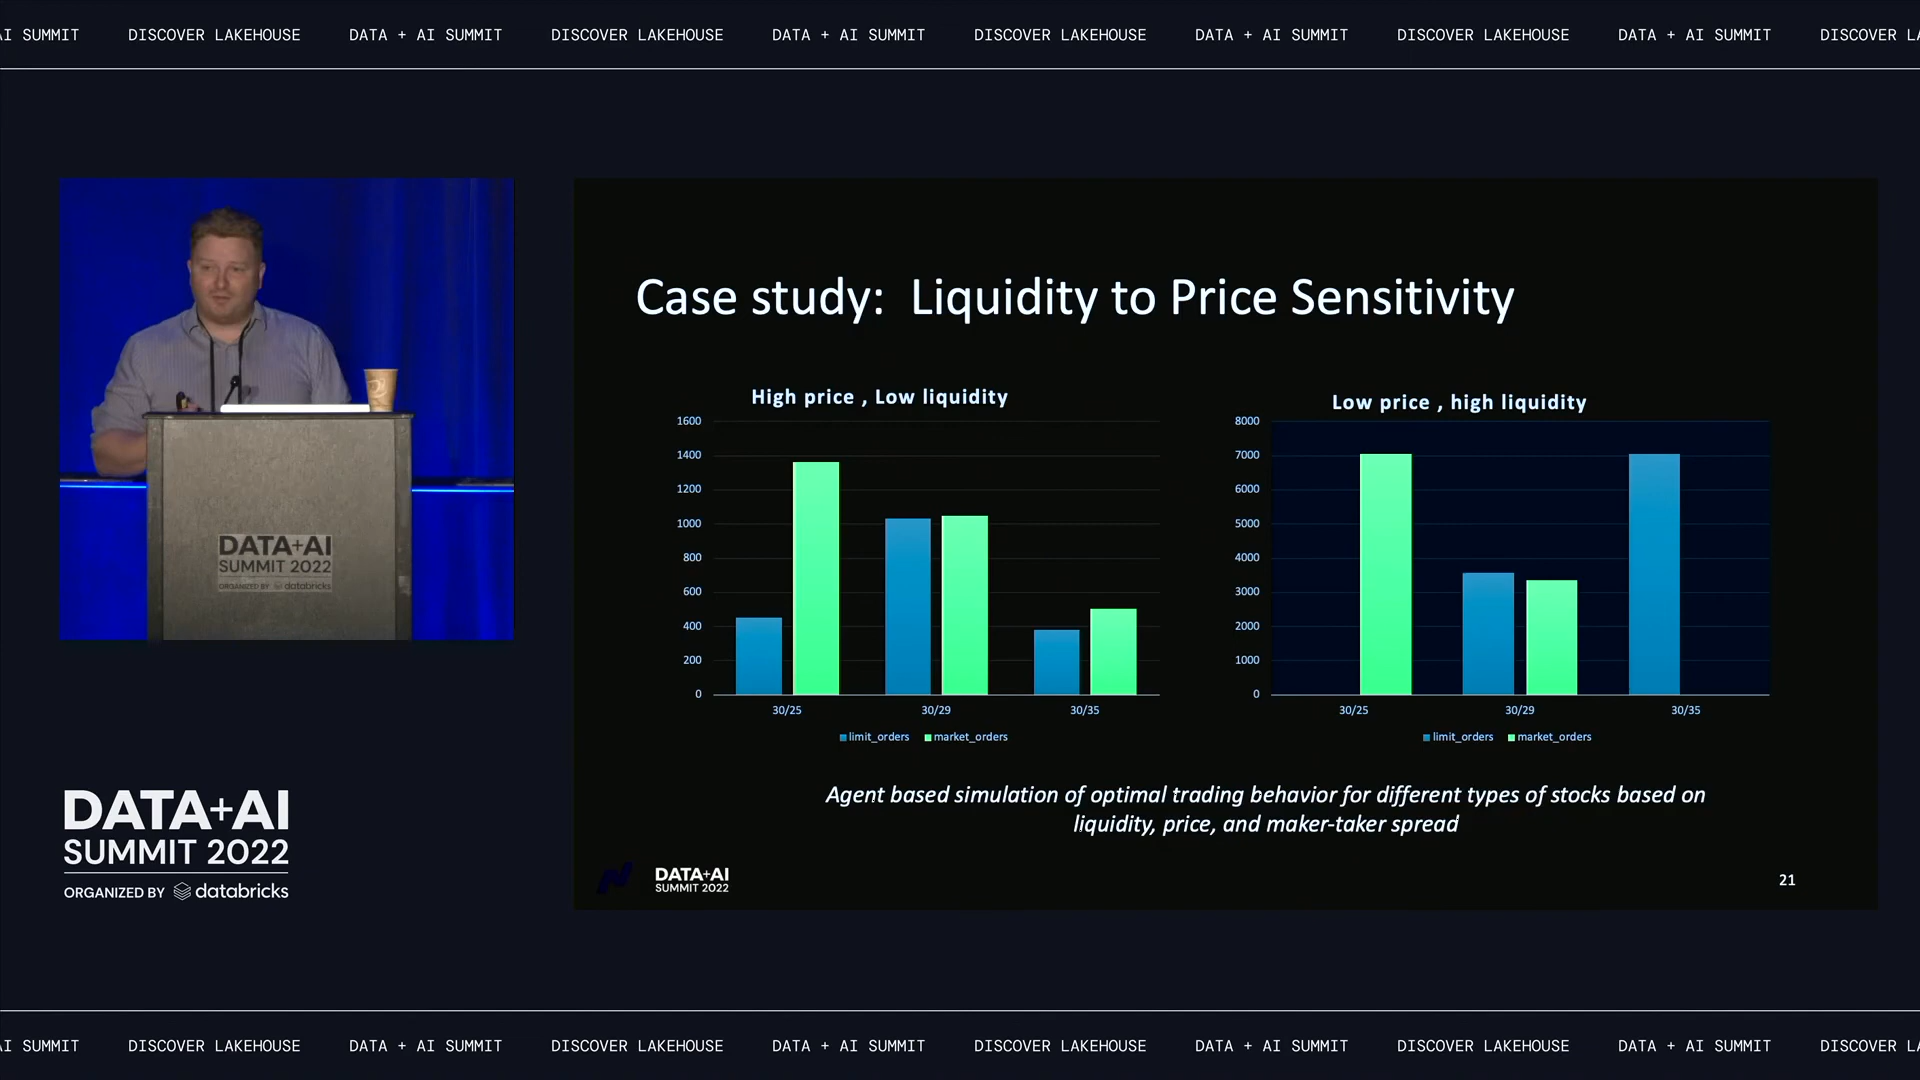 AI SUMMIT DISCOVER LAKEHOUSE DATA + AI SUMMIT DISCOVER LAKEHOUSE DATA + AI SUMMIT DISCOVER LAKEHOUSE DATA + AI SUMMIT DISCOVER LAKEHOUSE DATA + AI SUMMIT DISCOVER LA
DATA+AI
SUMMIT 2022
ORGANIZED BY databricks
DATA+AI
SUMMIT 2022
ORGANIZED BY databricks
Case study: Liquidity to Price Sensitivity
High price , Low liquidity
1600
1400
1200
1000
800
600
400
200
0
30/25 30/29 30/35
limit_orders market_orders
Low price , high liquidity
8000
7000
6000
5000
4000
3000
2000
1000
0
30/25 30/29 30/35
limit_orders market_orders
Agent based simulation of optimal trading behavior for different types of stocks based on
liquidity, price, and maker-taker spread
DATA+AI
SUMMIT 2022
21
AI SUMMIT DISCOVER LAKEHOUSE DATA + AI SUMMIT DISCOVER LAKEHOUSE DATA + AI SUMMIT DISCOVER LAKEHOUSE DATA + AI SUMMIT DISCOVER LAKEHOUSE DATA + AI SUMMIT DISCOVER LA